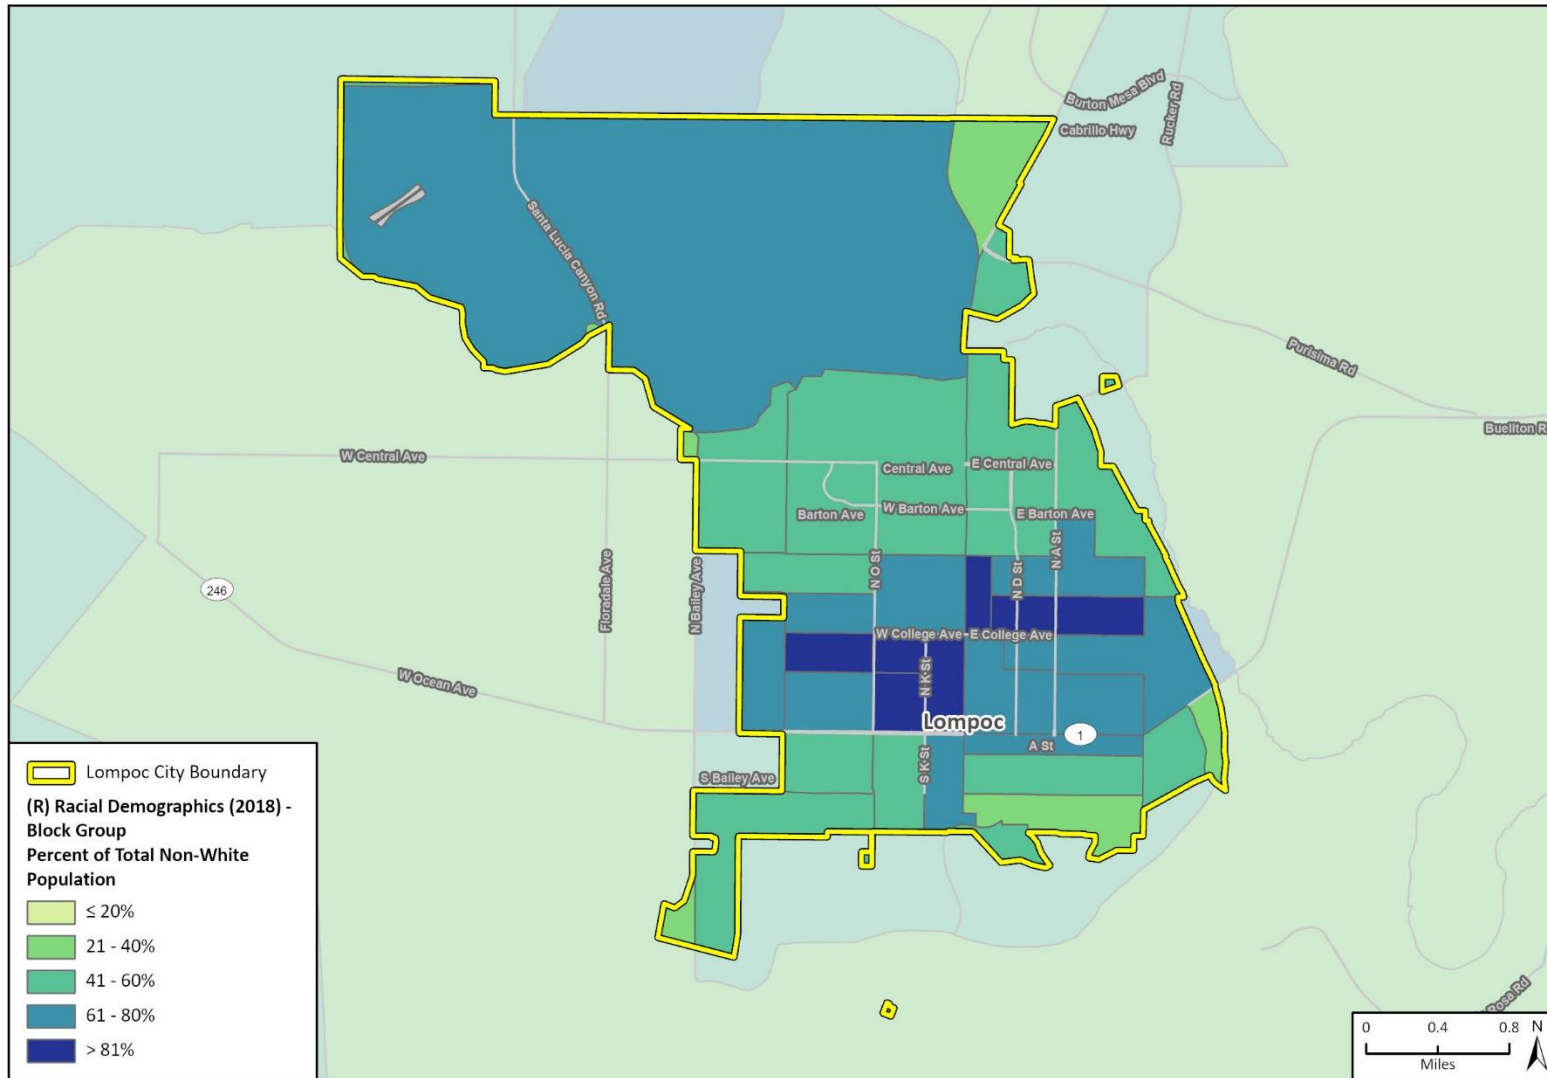 Burton Mesa Blvd
Rucker Rd
Cabrillo Hwy
Santa Lucia Canyon Rd
Purisima Rd
Buellton R
W Central Ave
Central Ave
E Central Ave
Barton Ave
W Barton Ave
E Barton Ave
N O St
N D St
N A St
246
Floradale Ave
N Bailey Ave
W College Ave
E College Ave
W Ocean Ave
N K St
Lompoc
1
A St
S Bailey Ave
S K St
Rosa Rd
Lompoc City Boundary
(R) Racial Demographics (2018) -
Block Group
Percent of Total Non-White
Population
≤ 20%
21 - 40%
41 - 60%
61 - 80%
> 81%
0 0.4 0.8 N
Miles